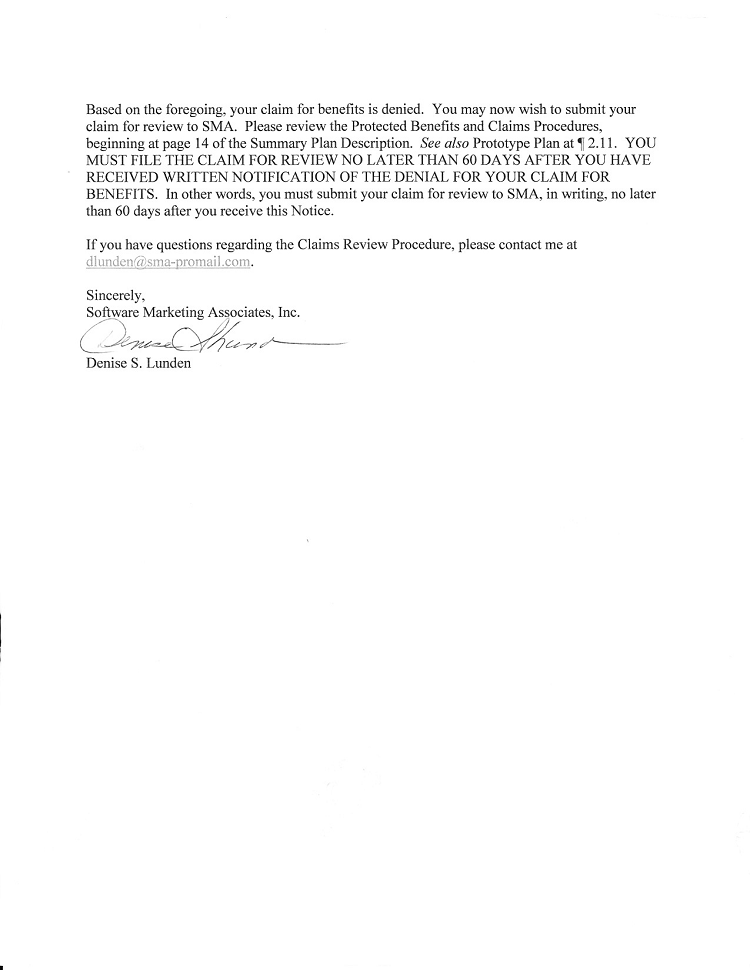 Based on the foregoing, your claim for benefits is denied.  You may now wish to submit your
claim for review to SMA.  Please review the Protected Benefits and Claims Procedures,
beginning at page 14 of the Summary Plan Description.  See also Prototype Plan at ¶ 2.11.  YOU
MUST FILE THE CLAIM FOR REVIEW NO LATER THAN 60 DAYS AFTER YOU HAVE
RECEIVED WRITTEN NOTIFICATION OF THE DENIAL FOR YOUR CLAIM FOR
BENEFITS.  In other words, you must submit your claim for review to SMA, in writing, no later
than 60 days after you receive this Notice.
If you have questions regarding the Claims Review Procedure, please contact me at
dlunden@sma-promail.com.
Sincerely,
Software Marketing Associates, Inc.
Denise S. Lunden